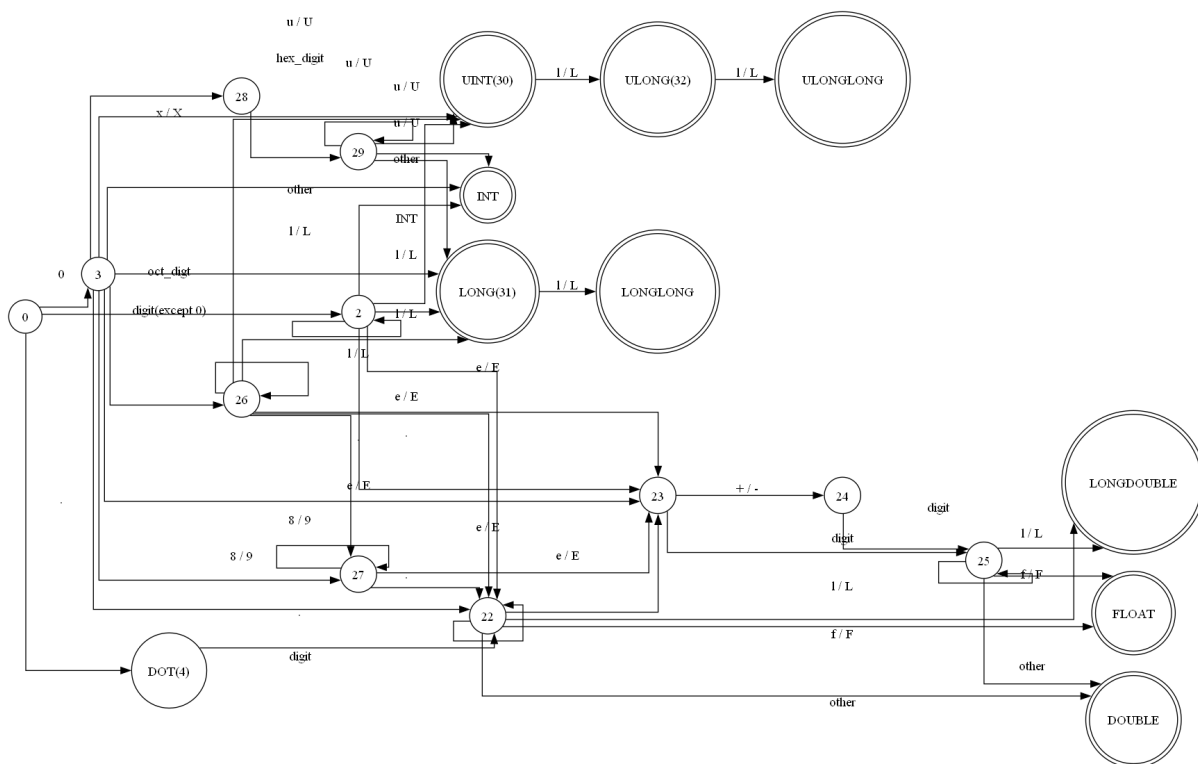 u / U
hex_digit
u / U
UINT(30)
l / L
ULONG(32)
l / L
ULONGLONG
28
u / U
x / X
u / U
29
other
other
INT
INT
l / L
l / L
0
3
oct_digt
LONG(31)
l / L
LONGLONG
0
digit(except 0)
2
l / L
l / L
e / E
26
e / E
.
.
.
e / E
23
+ / -
24
LONGDOUBLE
8 / 9
e / E
digit
digit
l / L
8 / 9
e / E
25
27
.
f / F
l / L
.
22
FLOAT
f / F
DOT(4)
digit
other
other
DOUBLE